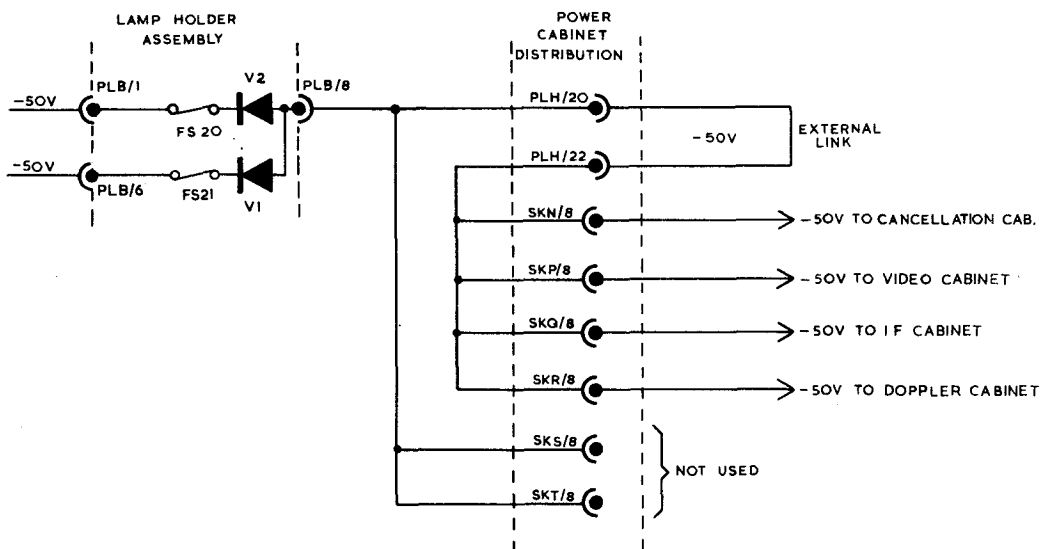 LAMP HOLDER
ASSEMBLY
POWER
CABINET
DISTRIBUTION
-50V
PLB/1
FS20
V2
PLB/8
PLH/20
-50V
EXTERNAL
LINK
-50V
PLB/6
FS21
V1
PLH/22
SKN/8
-50V TO CANCELLATION CAB.
SKP/8
-50V TO VIDEO CABINET
SKQ/8
-50V TO IF CABINET
SKR/8
-50V TO DOPPLER CABINET
SKS/8
SKT/8
NOT USED